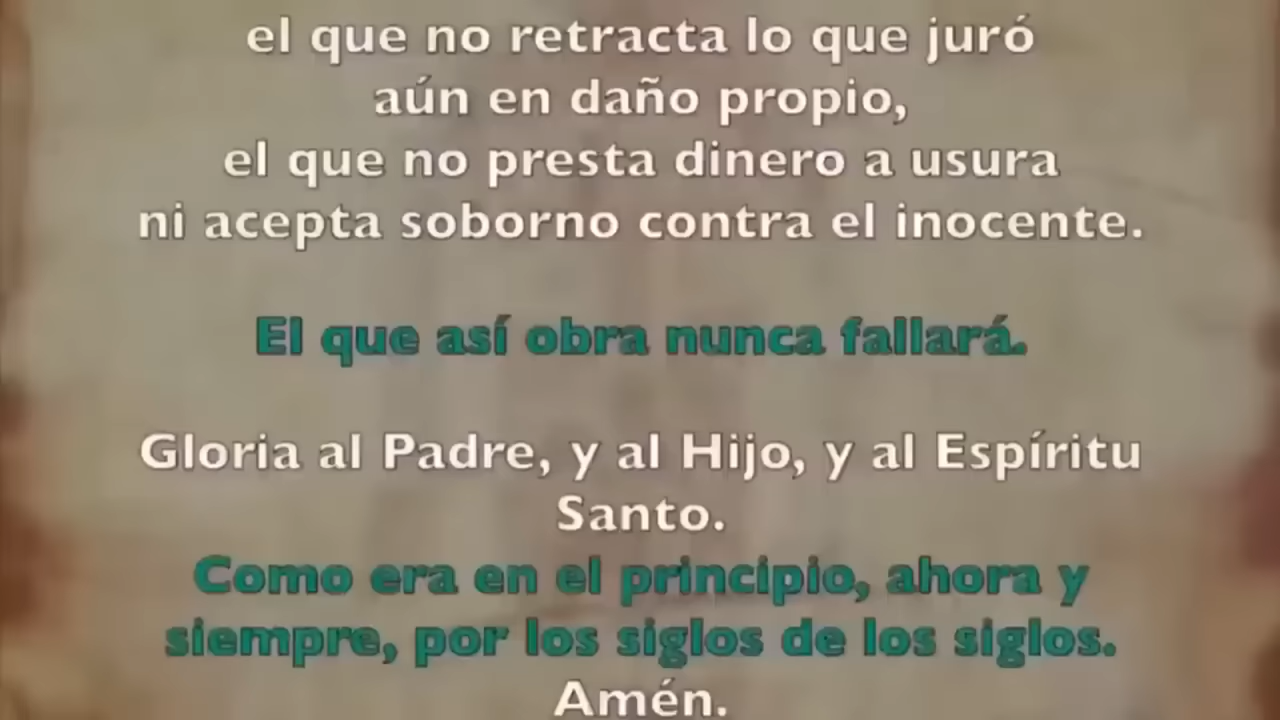 el que no retracta lo que juró
aún en daño propio,
el que no presta dinero a usura
ni acepta soborno contra el inocente.
El que así obra nunca fallará.
Gloria al Padre, y al Hijo, y al Espíritu
Santo.
Como era en el principio, ahora y
siempre, por los siglos de los siglos.
Amén.